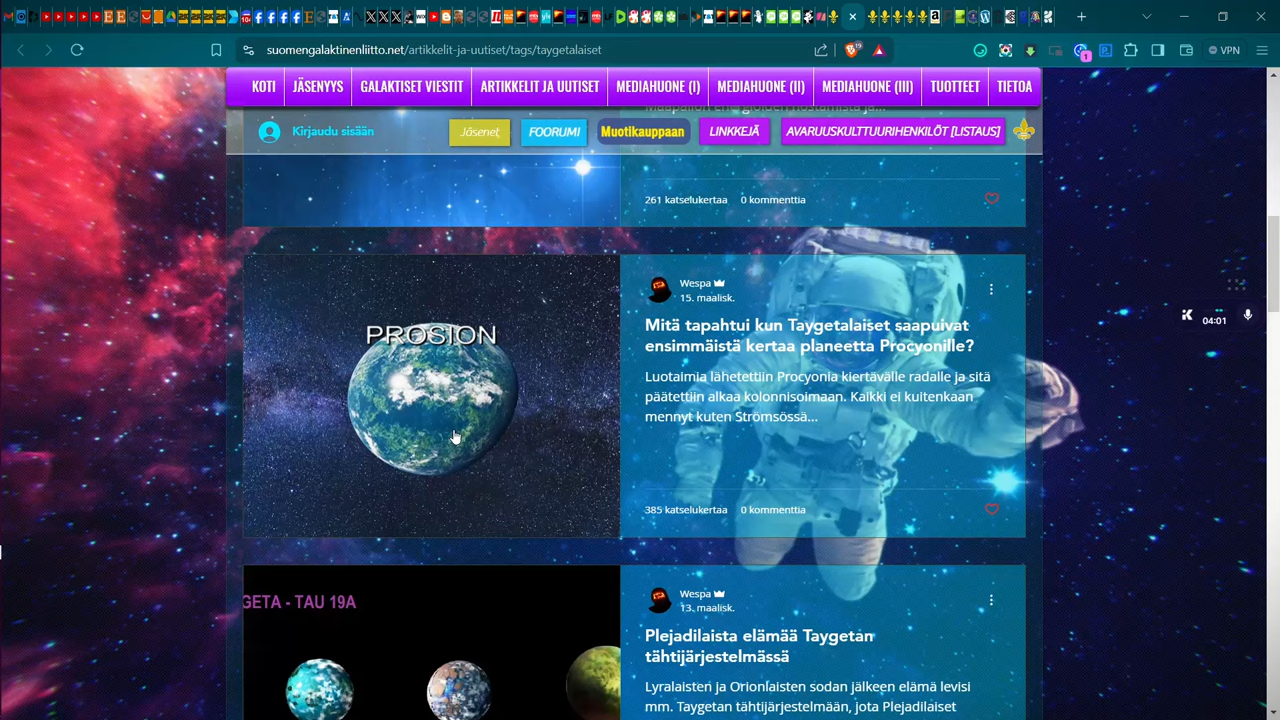 suomengalaktinenliitto.net/artikkelit-ja-uutiset/tags/taygetalaiset
19
1
VPN
KOTI
JÄSENYYS
GALAKTISET VIESTIT
ARTIKKELIT JA UUTISET
MEDIAHUONE (I)
MEDIAHUONE (II)
MEDIAHUONE (III)
TUOTTEET
TIETOA
Kirjaudu sisään
Jäsenet
FOORUMI
Muotikauppaan
LINKKEJÄ
AVARUUSKULTTUURIHENKILÖT [LISTAUS]
261 katselukertaa
0 kommenttia
PROSION
Wespa
15. maalisk.
Mitä tapahtui kun Taygetalaiset saapuivat
ensimmäistä kertaa planeetta Procyonille?
Luotaimia lähetettiin Procyonia kiertävälle radalle ja sitä
päätettiin alkaa kolonnisoimaan. Kaikki ei kuitenkaan
mennyt kuten Strömsössä...
385 katselukertaa
0 kommenttia
04:01
GETA - TAU 19A
Wespa
13. maalisk.
Plejadilaista elämää Taygetan
tähtijärjestelmässä
Lyralaisten ja Orionlaisten sodan jälkeen elämä levisi
mm. Taygetan tähtijärjestelmään, jota Plejadilaiset